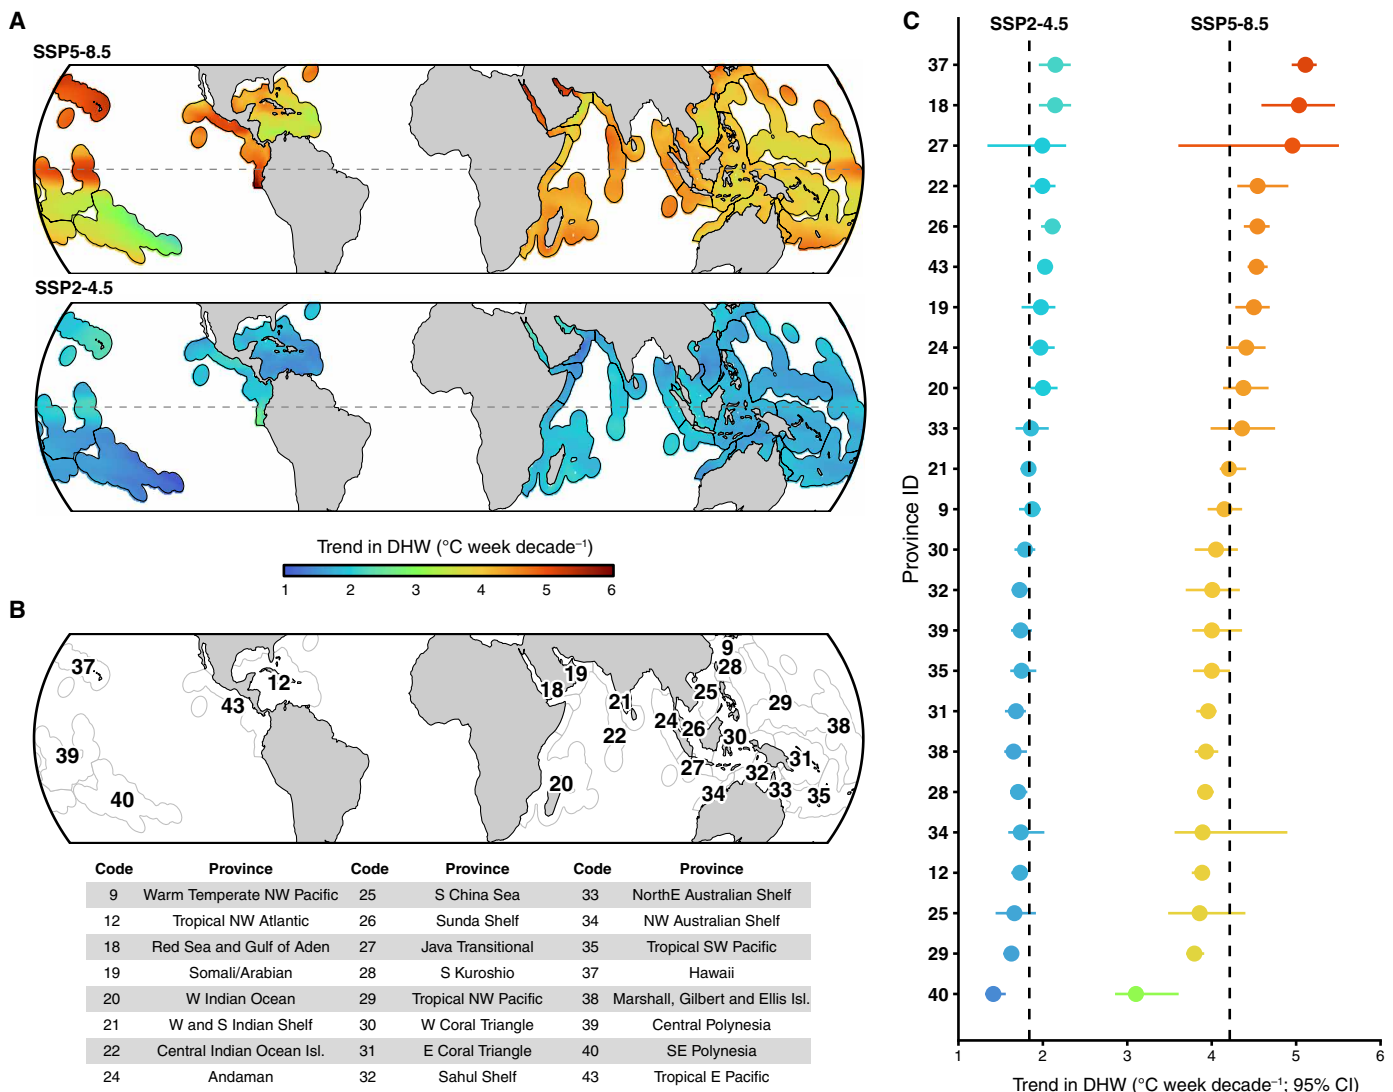 A
SSP5-8.5
SSP2-4.5
Trend in DHW (°C week decade⁻¹)
1 2 3 4 5 6
B
37
12
43
39
40
18
19
20
21
22
24
25
26
27
9
28
29
30
31
32
33
34
35
38
Code Province Code Province Code Province
9 Warm Temperate NW Pacific 25 S China Sea 33 NorthE Australian Shelf
12 Tropical NW Atlantic 26 Sunda Shelf 34 NW Australian Shelf
18 Red Sea and Gulf of Aden 27 Java Transitional 35 Tropical SW Pacific
19 Somali/Arabian 28 S Kuroshio 37 Hawaii
20 W Indian Ocean 29 Tropical NW Pacific 38 Marshall, Gilbert and Ellis Isl.
21 W and S Indian Shelf 30 W Coral Triangle 39 Central Polynesia
22 Central Indian Ocean Isl. 31 E Coral Triangle 40 SE Polynesia
24 Andaman 32 Sahul Shelf 43 Tropical E Pacific
C
SSP2-4.5 SSP5-8.5
Province ID
37
18
27
22
26
43
19
24
20
33
21
9
30
32
39
35
31
38
28
34
12
25
29
40
1 2 3 4 5 6
Trend in DHW (°C week decade⁻¹; 95% CI)